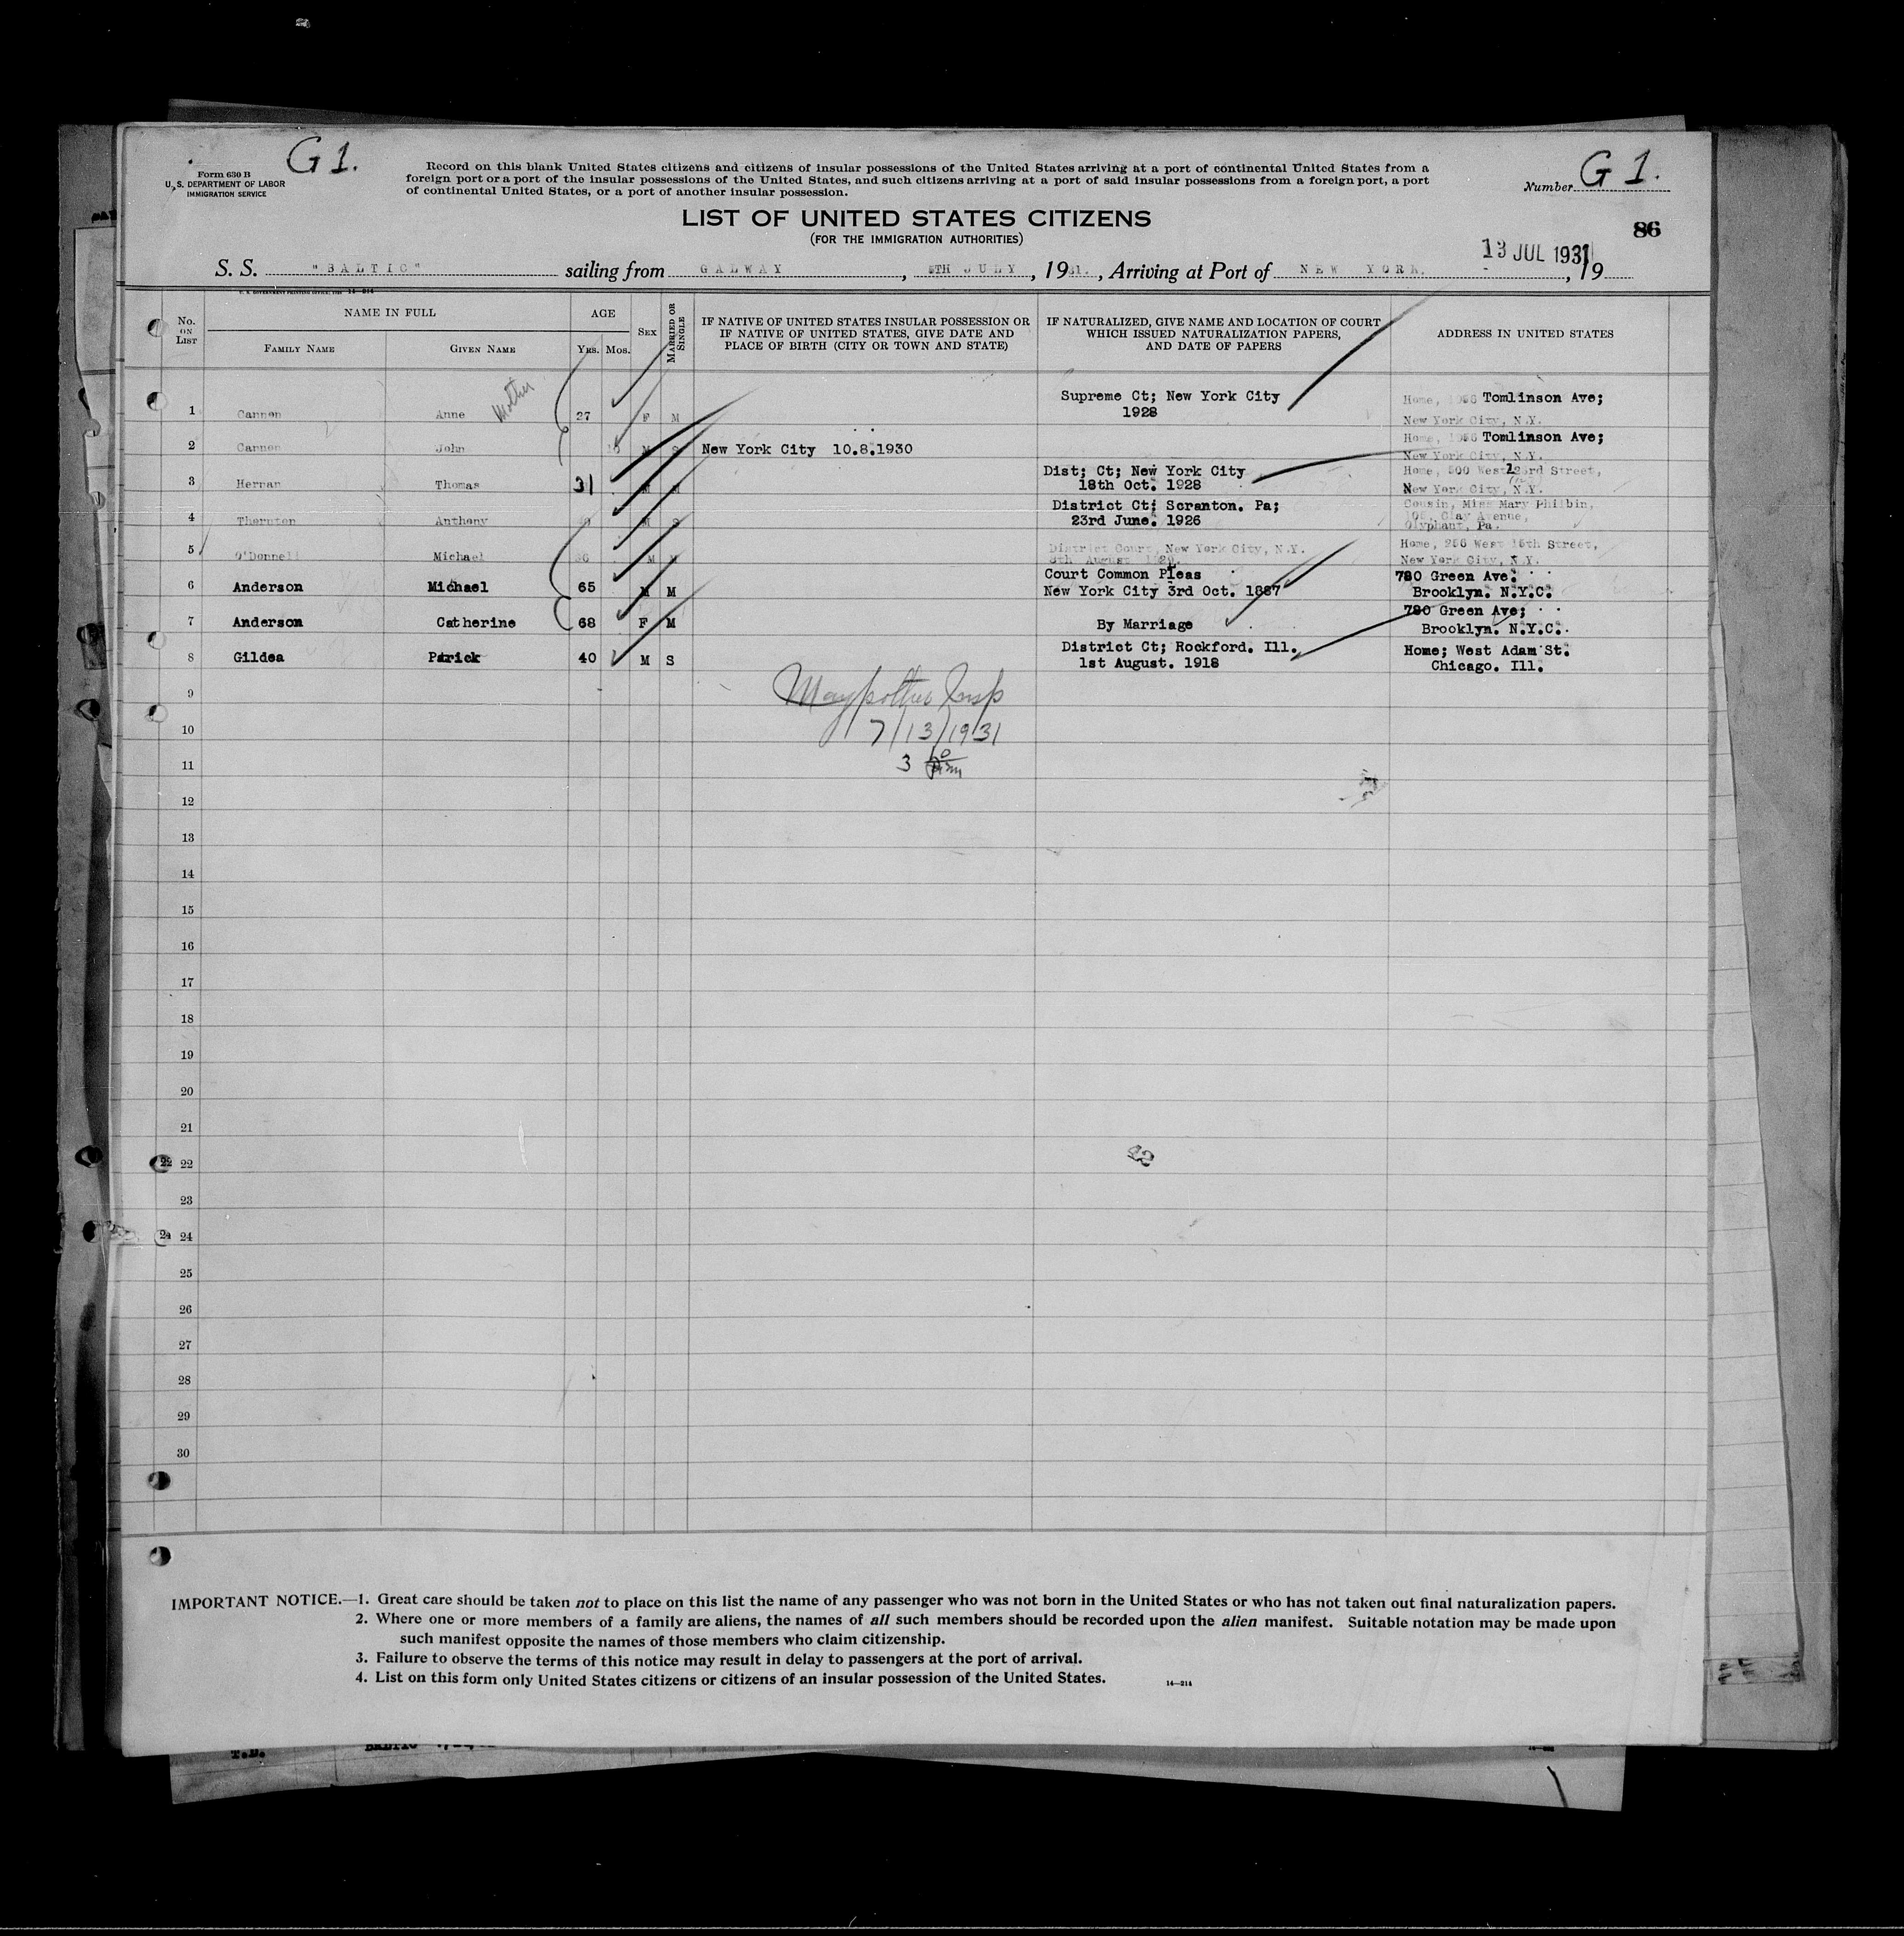 G 1.
Form 630 B
U. S. DEPARTMENT OF LABOR
IMMIGRATION SERVICE
Record on this blank United States citizens and citizens of insular possessions of the United States arriving at a port of continental United States from a
foreign port or a port of the insular possessions of the United States, and such citizens arriving at a port of said insular possessions from a foreign port, a port
of continental United States, or a port of another insular possession.
Number G 1.
LIST OF UNITED STATES CITIZENS
(FOR THE IMMIGRATION AUTHORITIES)
86
13 JUL 1931
S. S. "BALTIC" sailing from GALWAY, 5TH JULY, 1931., Arriving at Port of NEW YORK. , 19
No. ON LIST
NAME IN FULL
FAMILY NAME
GIVEN NAME
AGE
YRS. MOS.
SEX
MARRIED OR SINGLE
IF NATIVE OF UNITED STATES INSULAR POSSESSION OR
IF NATIVE OF UNITED STATES, GIVE DATE AND
PLACE OF BIRTH (CITY OR TOWN AND STATE)
IF NATURALIZED, GIVE NAME AND LOCATION OF COURT
WHICH ISSUED NATURALIZATION PAPERS,
AND DATE OF PAPERS
ADDRESS IN UNITED STATES
1 Cannon Anne Mother 27 F M Supreme Ct; New York City Home, Tomlinson Ave;
1928 New York City, N.Y.
2 Cannon John M S New York City 10.8.1930 Home, Tomlinson Ave;
New York City, N.Y.
3 Hernan Thomas 31 M M Dist; Ct; New York City Home, 500 West 123rd Street,
18th Oct. 1928 New York City, N.Y.
4 Thornton Anthony M S District Ct; Scranton. Pa; Cousin, Miss Mary Philbin,
23rd June. 1926 Clay Avenue,
Olyphant, Pa.
5 O'Donnell Michael 36 M M District Court, New York City, N.Y. Home, 256 West 15th Street,
8th August New York City, N.Y.
6 Anderson Michael 65 M M Court Common Pleas 780 Green Ave.
New York City 3rd Oct. 1887 Brooklyn. N.Y.C.
7 Anderson Catherine 68 F M By Marriage 780 Green Ave;
Brooklyn. N.Y.C.
8 Gildea Patrick 40 M S District Ct; Rockford. Ill. Home; West Adam St.
1st August. 1918 Chicago. Ill.
9
Maypother Insp
10
7/13/1931
11
3
12
13
14
15
16
17
18
19
20
21
22
23
24
25
26
27
28
29
30
IMPORTANT NOTICE.—1. Great care should be taken not to place on this list the name of any passenger who was not born in the United States or who has not taken out final naturalization papers.
2. Where one or more members of a family are aliens, the names of all such members should be recorded upon the alien manifest. Suitable notation may be made upon
such manifest opposite the names of those members who claim citizenship.
3. Failure to observe the terms of this notice may result in delay to passengers at the port of arrival.
4. List on this form only United States citizens or citizens of an insular possession of the United States.
14—214